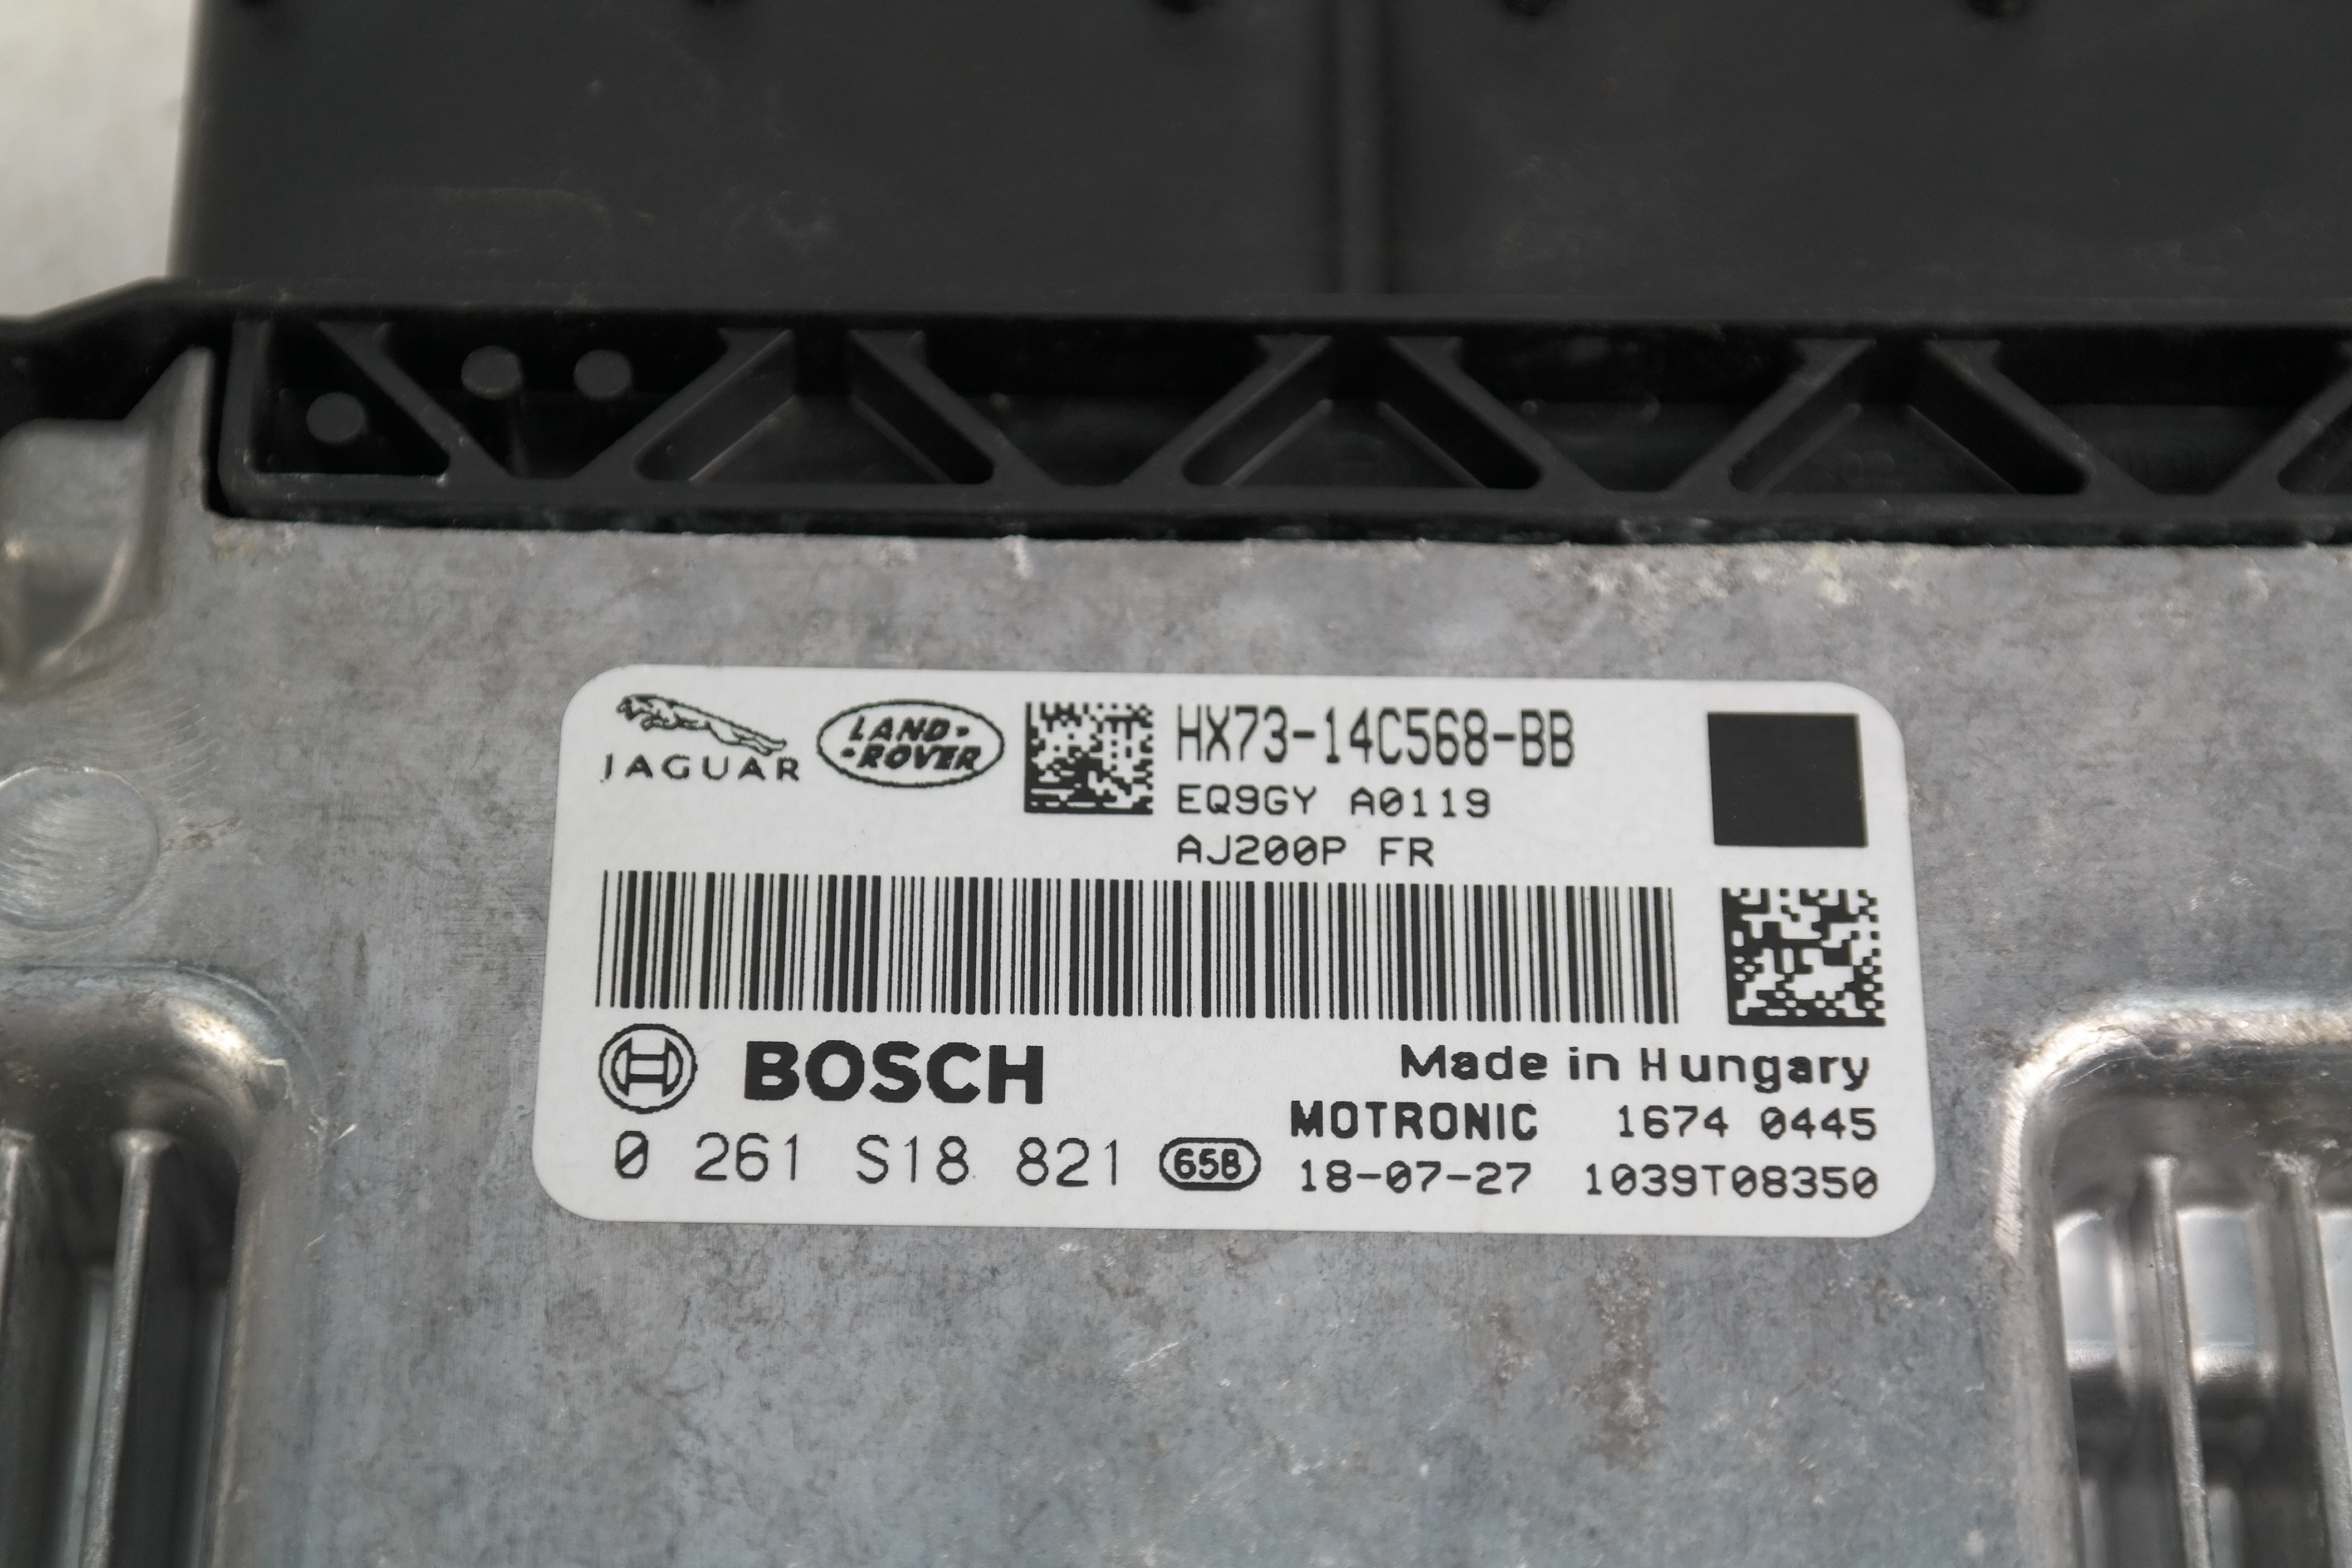 JAGUAR
LAND-
-ROVER
HX73-14C568-BB
EQ9GY A0119
AJ200P FR
BOSCH
Made in Hungary
MOTRONIC 1674 0445
0 261 S18 821 65B 18-07-27 1039T08350